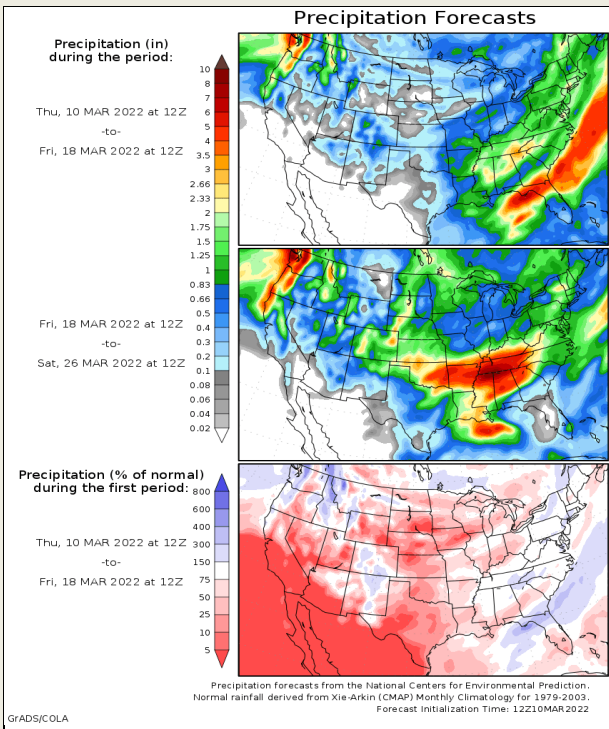 Precipitation Forecasts
Precipitation (in)
during the period:
Thu, 10 MAR 2022 at 12Z
-to-
Fri, 18 MAR 2022 at 12Z
Fri, 18 MAR 2022 at 12Z
-to-
Sat, 26 MAR 2022 at 12Z
10
8
7
6
5
4
3.5
3
2.66
2.33
2
1.75
1.5
1.25
1
0.83
0.66
0.5
0.4
0.3
0.2
0.1
0.08
0.06
0.04
0.02
Precipitation (% of normal)
during the first period:
Thu, 10 MAR 2022 at 12Z
-to-
Fri, 18 MAR 2022 at 12Z
800
600
400
300
150
75
50
25
10
5
Precipitation forecasts from the National Centers for Environmental Prediction.
Normal rainfall derived from Xie-Arkin (CMAP) Monthly Climatology for 1979-2003.
Forecast Initialization Time: 12Z10MAR2022
GrADS/COLA